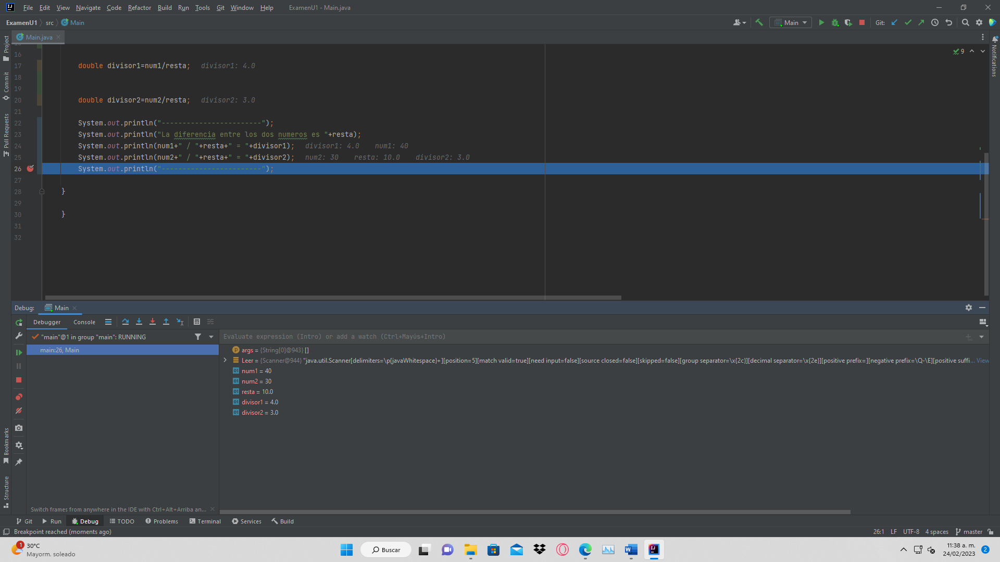 File Edit View Navigate Code Refactor Build Run Tools Git Window Help ExamenU1 - Main.java
ExamenU1 src Main
Main Git:
Main.java
Project
Commit
Pull Requests
Bookmarks
Structure
Notifications
9
16
17 double divisor1=num1/resta; divisor1: 4.0
18
19
20 double divisor2=num2/resta; divisor2: 3.0
21
22 System.out.println("------------------------");
23 System.out.println("La diferencia entre los dos numeros es "+resta);
24 System.out.println(num1+" / "+resta+" = "+divisor1); divisor1: 4.0 num1: 40
25 System.out.println(num2+" / "+resta+" = "+divisor2); num2: 30 resta: 10.0 divisor2: 3.0
26 System.out.println("------------------------");
27
28 }
29
30 }
31
32
Debug: Main
Debugger Console
"main"@1 in group "main": RUNNING
main:26, Main
Switch frames from anywhere in the IDE with Ctrl+Alt+Arriba an...
Evaluate expression (Intro) or add a watch (Ctrl+Mayús+Intro)
args = {String[0]@943} []
Leer = {Scanner@944} "java.util.Scanner[delimiters=\p{javaWhitespace}+][position=5][match valid=true][need input=false][source closed=false][skipped=false][group separator=\x{2c}][decimal separator=\x{2e}][positive prefix=][negative prefix=\Q-\E][positive suffi... View
num1 = 40
num2 = 30
resta = 10.0
divisor1 = 4.0
divisor2 = 3.0
Git Run Debug TODO Problems Terminal Services Build
Breakpoint reached (moments ago) 26:1 LF UTF-8 4 spaces master
1 30°C
Mayorm. soleado
Buscar
11:38 a. m.
24/02/2023
2